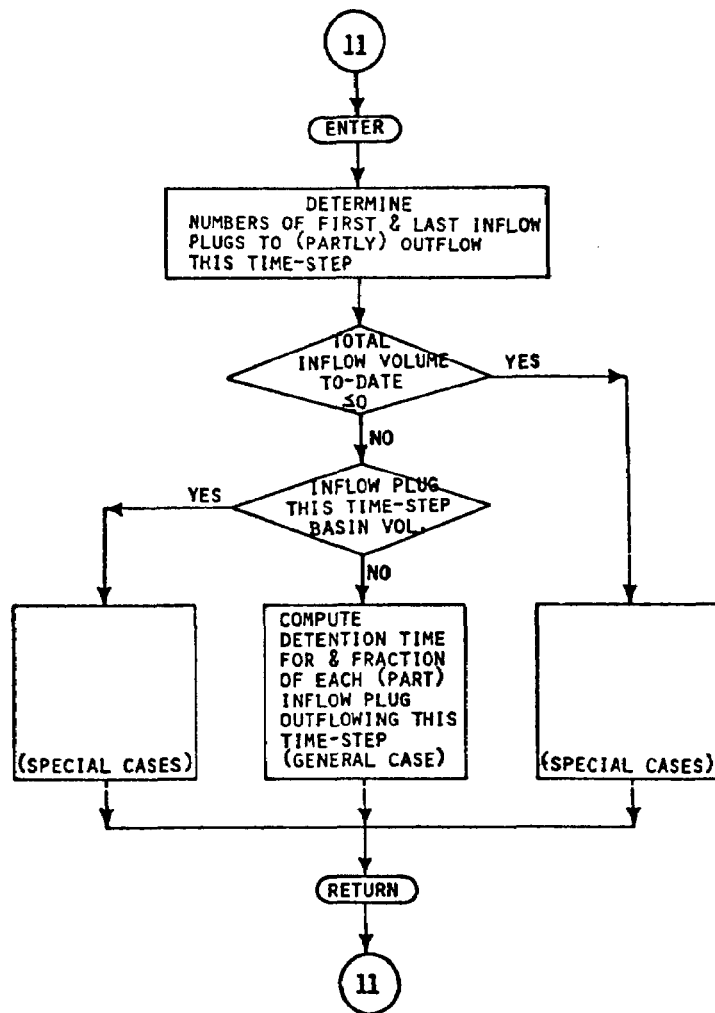 11
ENTER
DETERMINE
NUMBERS OF FIRST & LAST INFLOW
PLUGS TO (PARTLY) OUTFLOW
THIS TIME-STEP
TOTAL
INFLOW VOLUME
TO-DATE
≤0
YES
NO
INFLOW PLUG
THIS TIME-STEP
BASIN VOL.
YES
NO
(SPECIAL CASES)
COMPUTE
DETENTION TIME
FOR & FRACTION
OF EACH (PART)
INFLOW PLUG
OUTFLOWING THIS
TIME-STEP
(GENERAL CASE)
(SPECIAL CASES)
RETURN
11